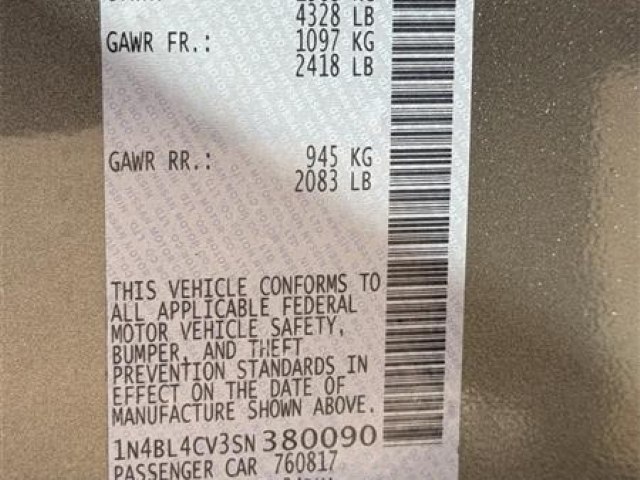 4328 LB
GAWR FR.: 1097 KG
2418 LB
GAWR RR.: 945 KG
2083 LB
THIS VEHICLE CONFORMS TO
ALL APPLICABLE FEDERAL
MOTOR VEHICLE SAFETY,
BUMPER, AND THEFT
PREVENTION STANDARDS IN
EFFECT ON THE DATE OF
MANUFACTURE SHOWN ABOVE.
1N4BL4CV3SN380090
PASSENGER CAR 760817